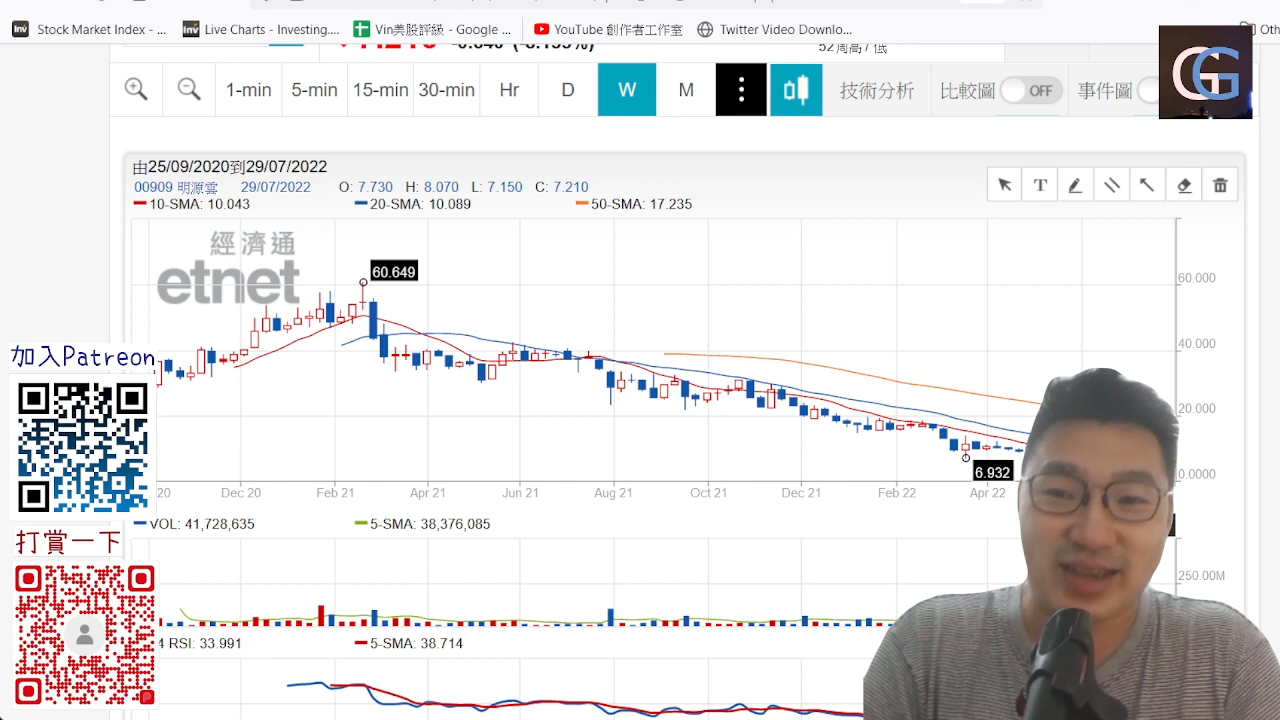 Stock Market Index - ...
Live Charts - Investing....
Vin美股評級 - Google ...
YouTube 創作者工作室
Twitter Video Downlo...
Oth
52周高 / 低
1-min
5-min
15-min
30-min
Hr
D
W
M
技術分析
比較圖
OFF
事件圖
GG
由25/09/2020到29/07/2022
00909 明源雲 29/07/2022 O: 7.730 H: 8.070 L: 7.150 C: 7.210
10-SMA: 10.043
20-SMA: 10.089
50-SMA: 17.235
T
經濟通
etnet
60.649
60.000
40.000
20.000
0.0000
6.932
加入Patreon
20
Dec 20
Feb 21
Apr 21
Jun 21
Aug 21
Oct 21
Dec 21
Feb 22
Apr 22
VOL: 41,728,635
5-SMA: 38,376,085
打賞一下
250.00M
4 RSI: 33.991
5-SMA: 38.714